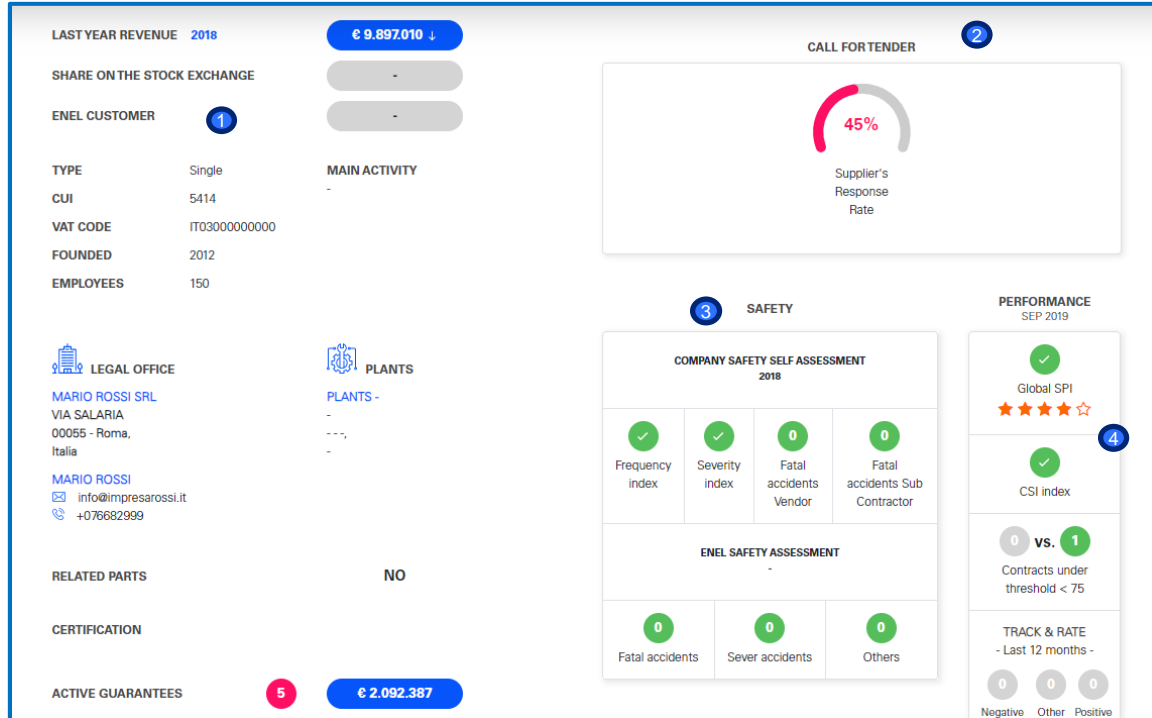 LAST YEAR REVENUE 2018 € 9.897.010 ↓
SHARE ON THE STOCK EXCHANGE -
ENEL CUSTOMER 1 -
TYPE Single
CUI 5414
VAT CODE IT03000000000
FOUNDED 2012
EMPLOYEES 150
MAIN ACTIVITY
-
LEGAL OFFICE
MARIO ROSSI SRL
VIA SALARIA
00055 - Roma,
Italia
MARIO ROSSI
info@impresarossi.it
+076682999
PLANTS
PLANTS -
-
- - -,
-
RELATED PARTS NO
CERTIFICATION
ACTIVE GUARANTEES 5 € 2.092.387
CALL FOR TENDER 2
45%
Supplier's
Response
Rate
3 SAFETY
COMPANY SAFETY SELF ASSESSMENT
2018
Frequency
index
Severity
index
0
Fatal
accidents
Vendor
0
Fatal
accidents Sub
Contractor
ENEL SAFETY ASSESSMENT
-
0
Fatal accidents
0
Sever accidents
0
Others
PERFORMANCE
SEP 2019
Global SPI
4
CSI index
0 vs. 1
Contracts under
threshold < 75
TRACK & RATE
- Last 12 months -
0 0 0
Negative Other Positive